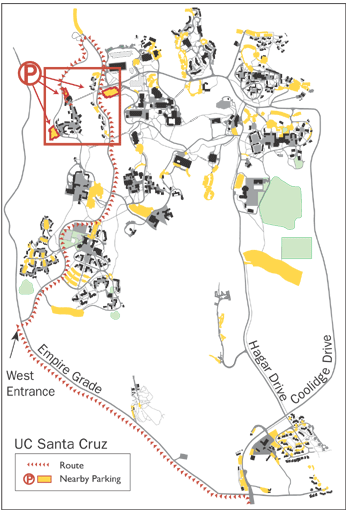 P
West
Entrance
Empire Grade
Hagar Drive
Coolidge Drive
UC Santa Cruz
Route
P Nearby Parking